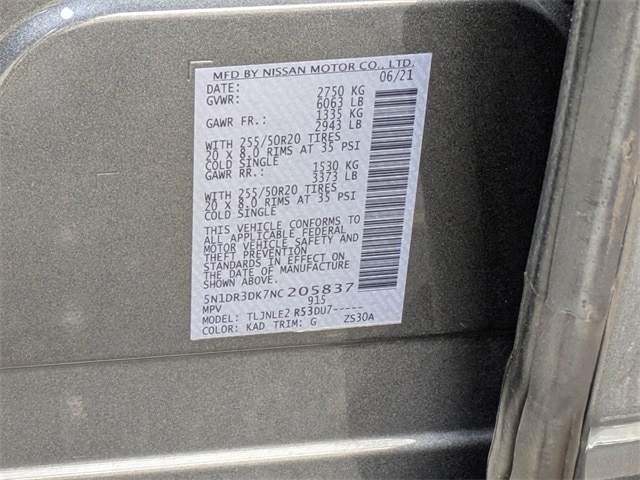 MFD BY NISSAN MOTOR CO., LTD.
DATE: 06/21
GVWR: 2750 KG
6063 LB
GAWR FR.: 1335 KG
2943 LB
WITH 255/50R20 TIRES
20 X 8.0 RIMS AT 35 PSI
COLD SINGLE
GAWR RR.: 1530 KG
3373 LB
WITH 255/50R20 TIRES
20 X 8.0 RIMS AT 35 PSI
COLD SINGLE
THIS VEHICLE CONFORMS TO
ALL APPLICABLE FEDERAL
MOTOR VEHICLE SAFETY AND
THEFT PREVENTION
STANDARDS IN EFFECT ON
THE DATE OF MANUFACTURE
SHOWN ABOVE.
5N1DR3DK7NC205837
MPV 915
MODEL: TLJNLE2 R53DU7-----
COLOR: KAD TRIM: G ZS30A